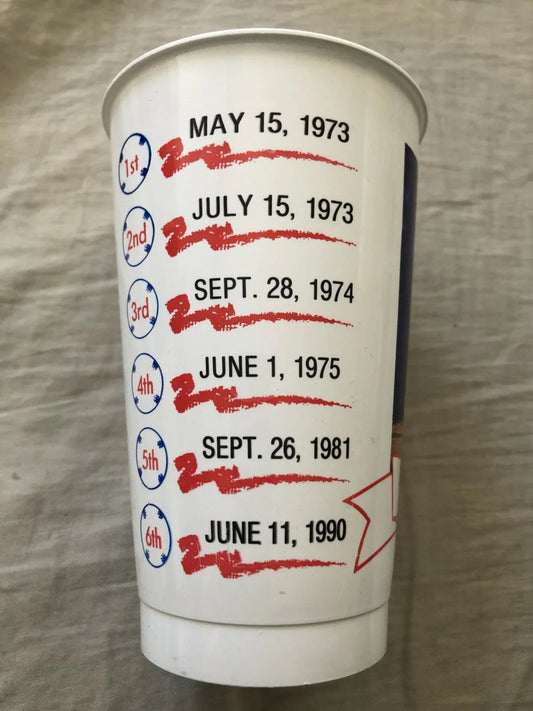 1st MAY 15, 1973
2nd JULY 15, 1973
3rd SEPT. 28, 1974
4th JUNE 1, 1975
5th SEPT. 26, 1981
6th JUNE 11, 1990